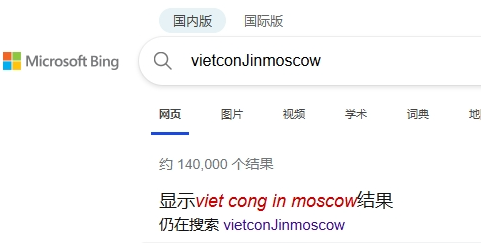 国内版 国际版
Microsoft Bing
vietconJinmoscow
网页 图片 视频 学术 词典
约 140,000 个结果
显示viet cong in moscow结果
仍在搜索 vietconJinmoscow